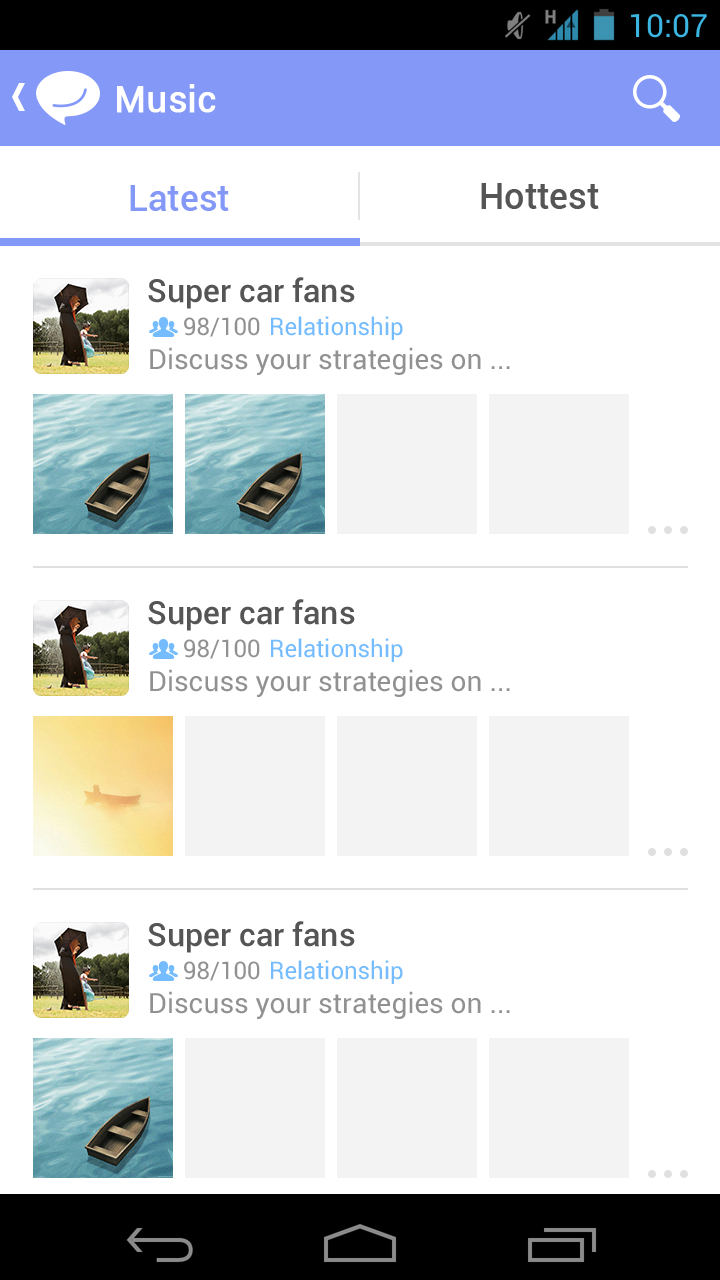 H
10:07
Music
Latest
Hottest
Super car fans
98/100 Relationship
Discuss your strategies on ...
Super car fans
98/100 Relationship
Discuss your strategies on ...
Super car fans
98/100 Relationship
Discuss your strategies on ...